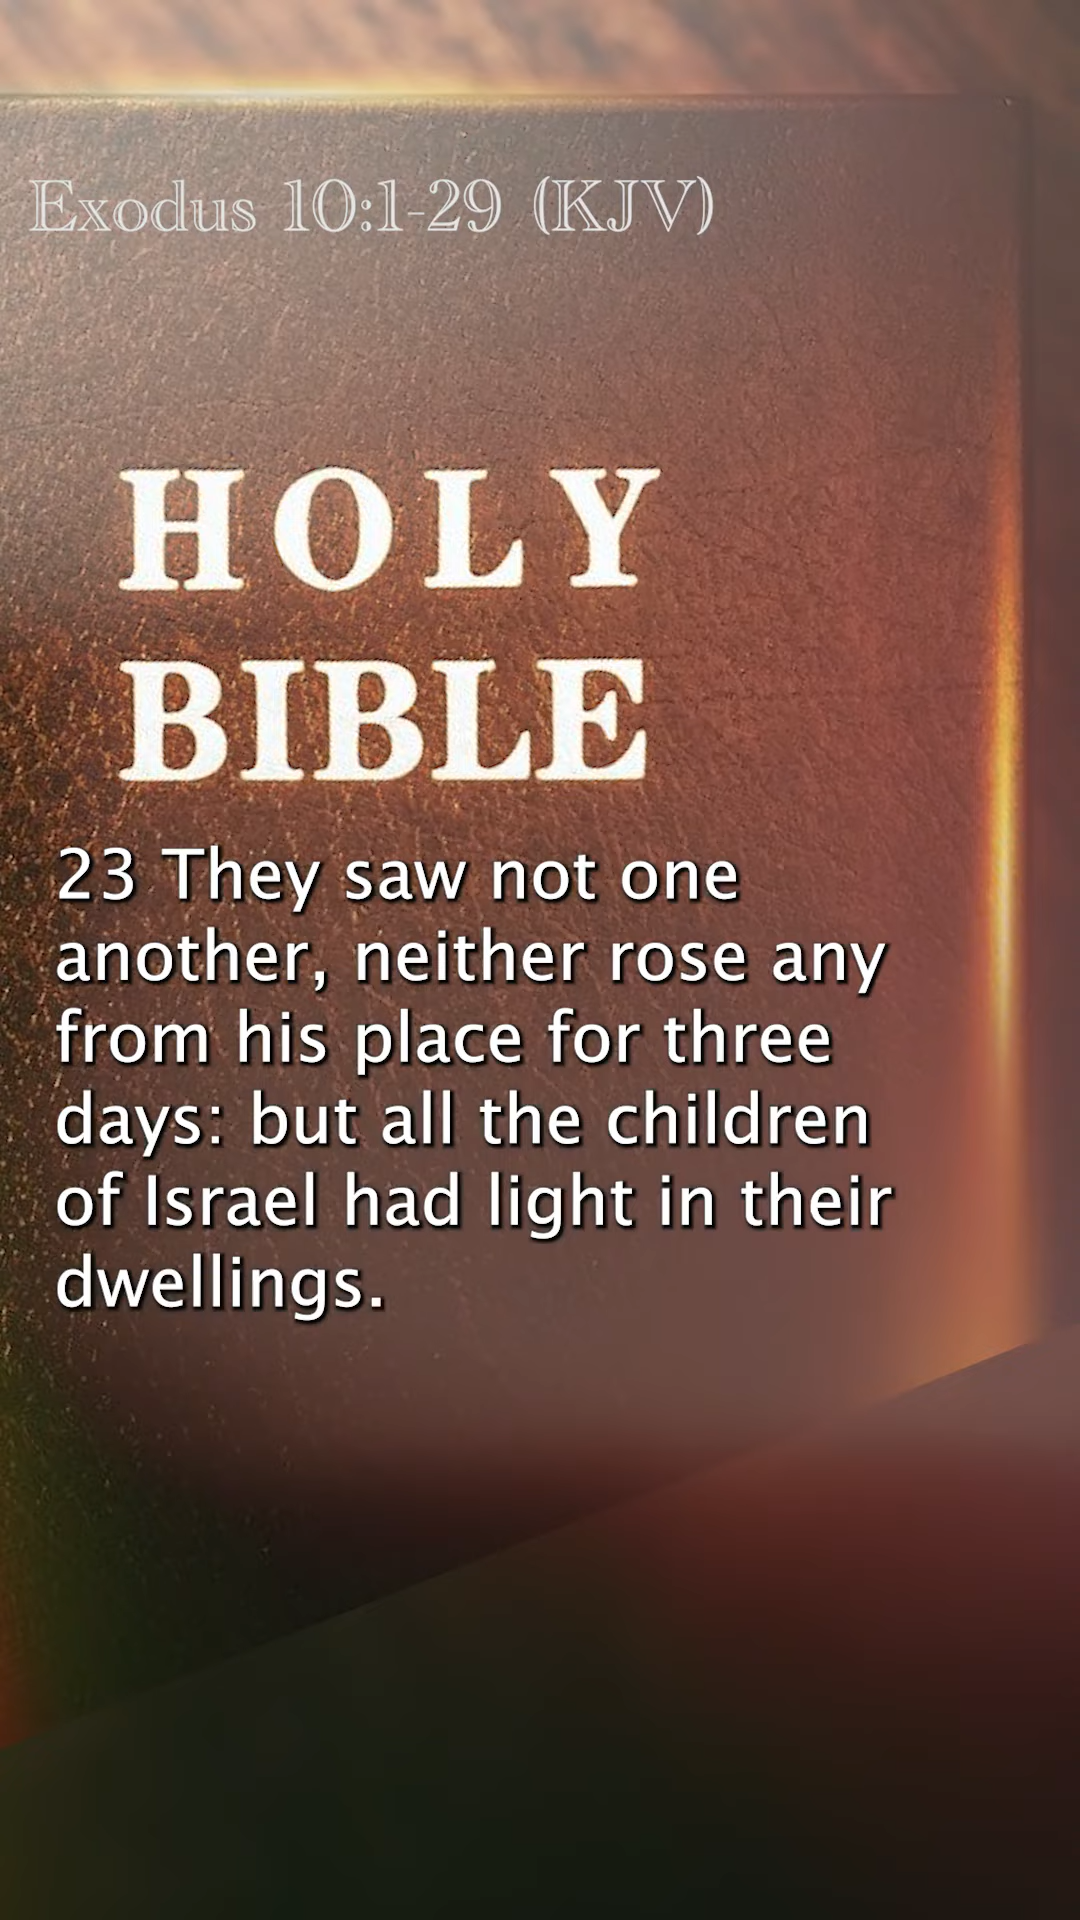 Exodus 10:1-29 (KJV)
HOLY
BIBLE
23 They saw not one
another, neither rose any
from his place for three
days: but all the children
of Israel had light in their
dwellings.